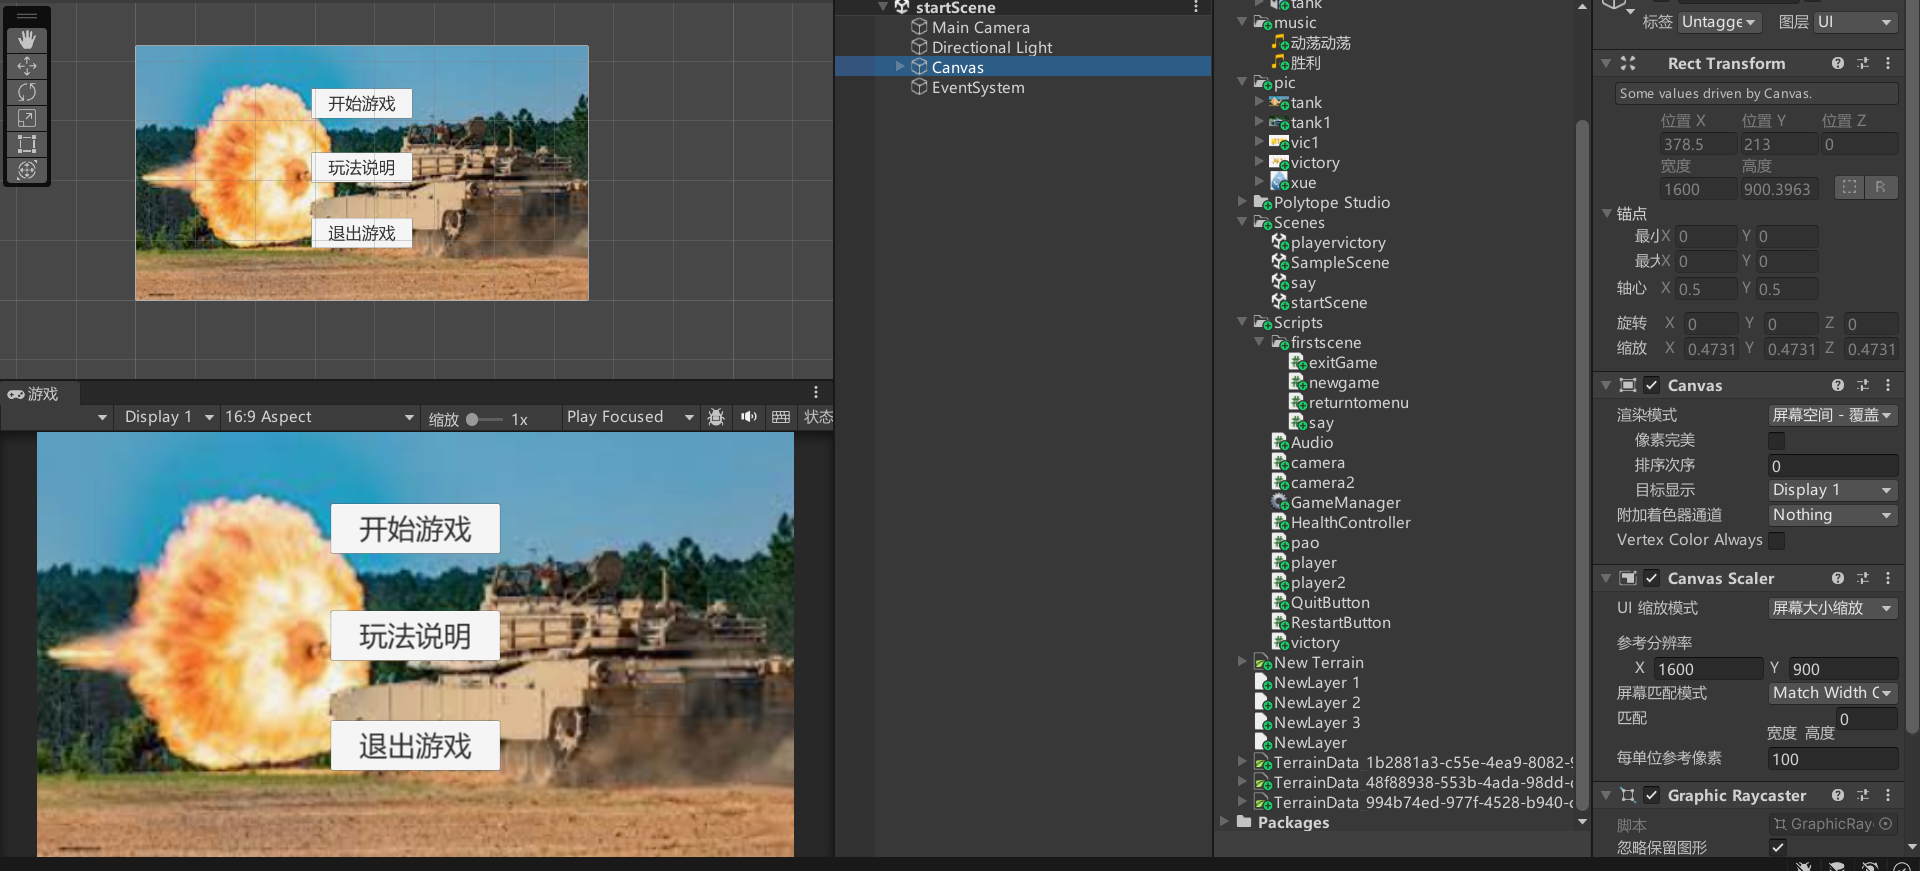 开始游戏
玩法说明
退出游戏
游戏
Display 1
16:9 Aspect
缩放
1x
Play Focused
状态
开始游戏
玩法说明
退出游戏
startScene
Main Camera
Directional Light
Canvas
EventSystem
tank
music
动荡动荡
胜利
pic
tank
tank1
vic1
victory
xue
Polytope Studio
Scenes
playervictory
SampleScene
say
startScene
Scripts
firstscene
exitGame
newgame
returntomenu
say
Audio
camera
camera2
GameManager
HealthController
pao
player
player2
QuitButton
RestartButton
victory
New Terrain
NewLayer 1
NewLayer 2
NewLayer 3
NewLayer
TerrainData_1b2881a3-c55e-4ea9-8082-9
TerrainData_48f88938-553b-4ada-98dd-
TerrainData_994b74ed-977f-4528-b940-
Packages
标签 Untagge 图层 UI
Rect Transform
Some values driven by Canvas.
位置 X 位置 Y 位置 Z
378.5 213 0
宽度 高度
1600 900.3963 R
锚点
最小 X 0 Y 0
最大 X 0 Y 0
轴心 X 0.5 Y 0.5
旋转 X 0 Y 0 Z 0
缩放 X 0.4731 Y 0.4731 Z 0.4731
Canvas
渲染模式 屏幕空间 - 覆盖
像素完美
排序次序 0
目标显示 Display 1
附加着色器通道 Nothing
Vertex Color Always
Canvas Scaler
UI 缩放模式 屏幕大小缩放
参考分辨率
X 1600 Y 900
屏幕匹配模式 Match Width C
匹配 0
宽度 高度
每单位参考像素 100
Graphic Raycaster
脚本 GraphicRay
忽略保留图形